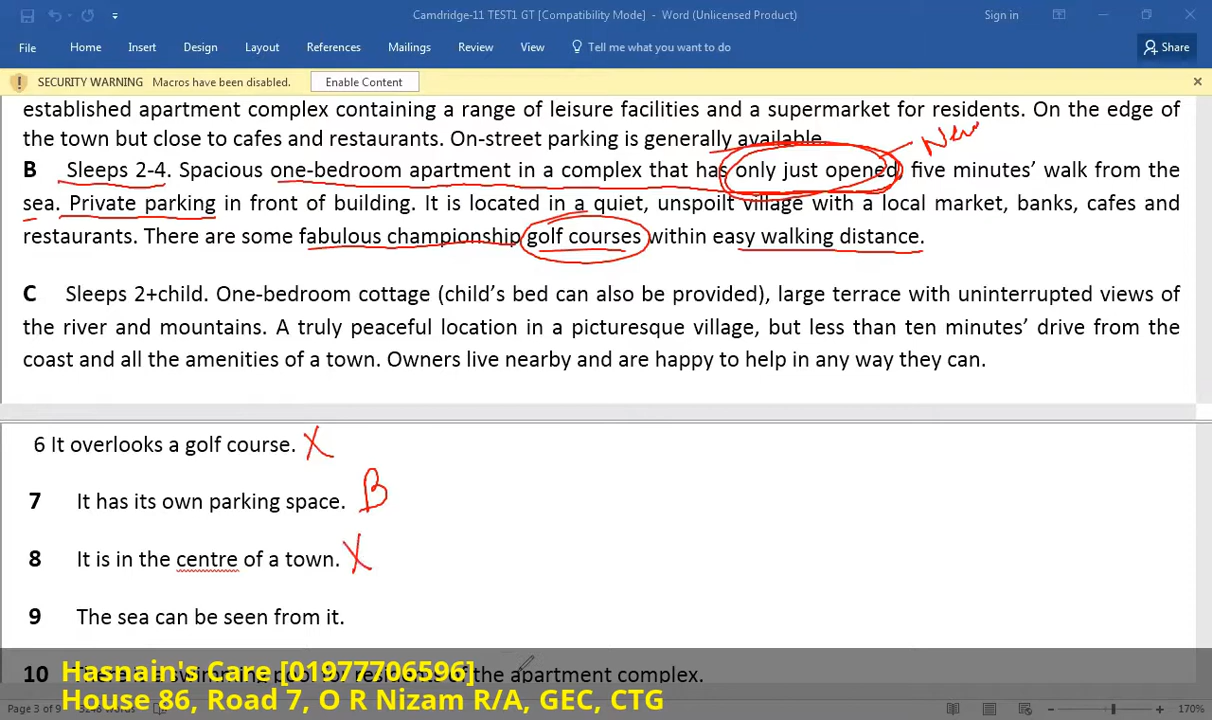 Camdridge-11 TEST1 GT [Compatibility Mode] - Word (Unlicensed Product)
Sign in
File Home Insert Design Layout References Mailings Review View Tell me what you want to do Share
SECURITY WARNING Macros have been disabled. Enable Content
established apartment complex containing a range of leisure facilities and a supermarket for residents. On the edge of
the town but close to cafes and restaurants. On-street parking is generally available.
New
B Sleeps 2-4. Spacious one-bedroom apartment in a complex that has only just opened, five minutes' walk from the
sea. Private parking in front of building. It is located in a quiet, unspoilt village with a local market, banks, cafes and
restaurants. There are some fabulous championship golf courses within easy walking distance.
C Sleeps 2+child. One-bedroom cottage (child's bed can also be provided), large terrace with uninterrupted views of
the river and mountains. A truly peaceful location in a picturesque village, but less than ten minutes' drive from the
coast and all the amenities of a town. Owners live nearby and are happy to help in any way they can.
6 It overlooks a golf course. X
7 It has its own parking space. B
8 It is in the centre of a town. X
9 The sea can be seen from it.
10 There is a swimming pool for residents of the apartment complex.
Hasnain's Care [01977706596]
House 86, Road 7, O R Nizam R/A, GEC, CTG
Page 3 of 9 3248 words 170%